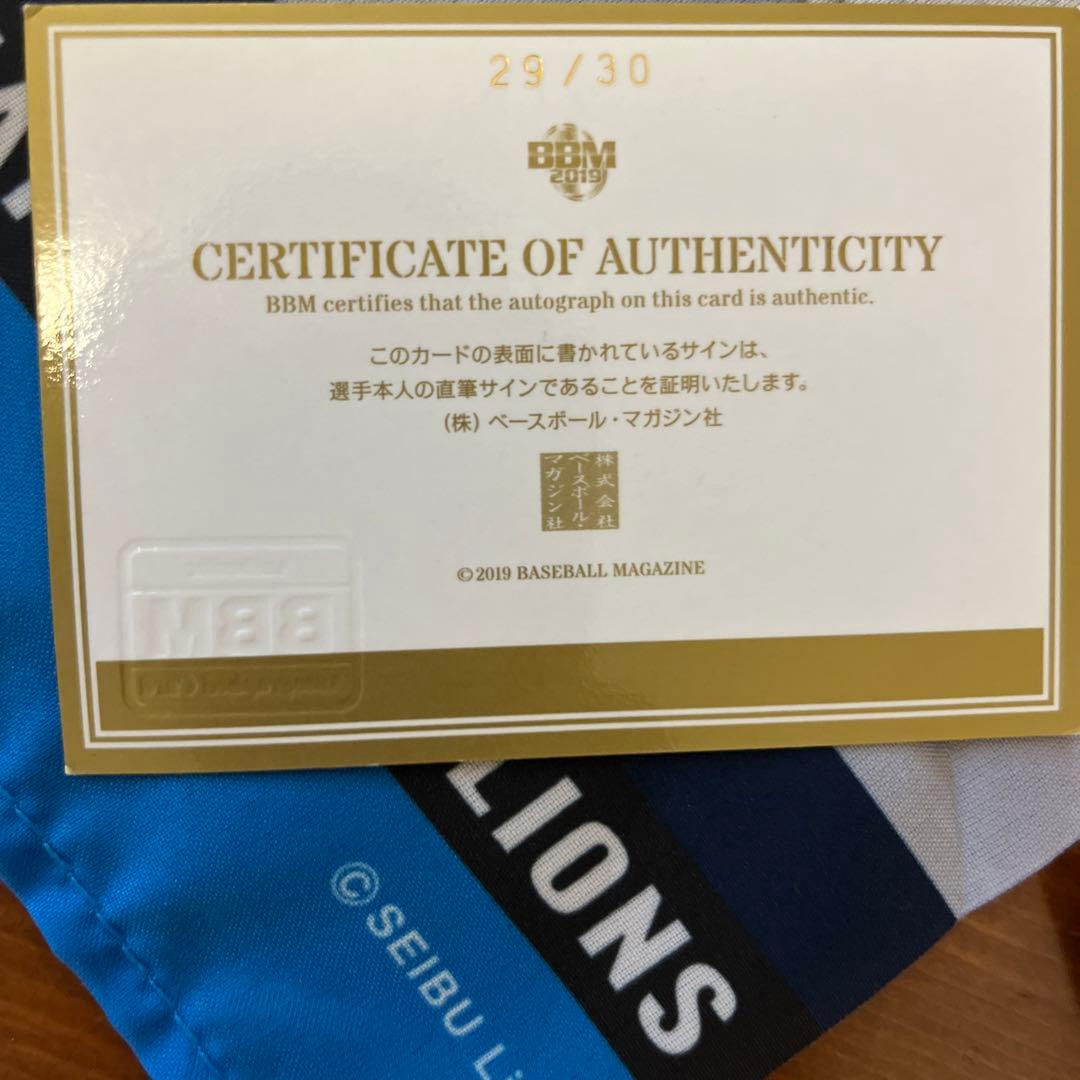 29/30
BBM
2019
CERTIFICATE OF AUTHENTICITY
BBM certifies that the autograph on this card is authentic.
このカードの表面に書かれているサインは、
選手本人の直筆サインであることを証明いたします。
(株) ベースボール・マガジン社
株式会社
ベースボール・
マガジン社
©2019 BASEBALL MAGAZINE
BBM
LIONS
©SEIBU Li